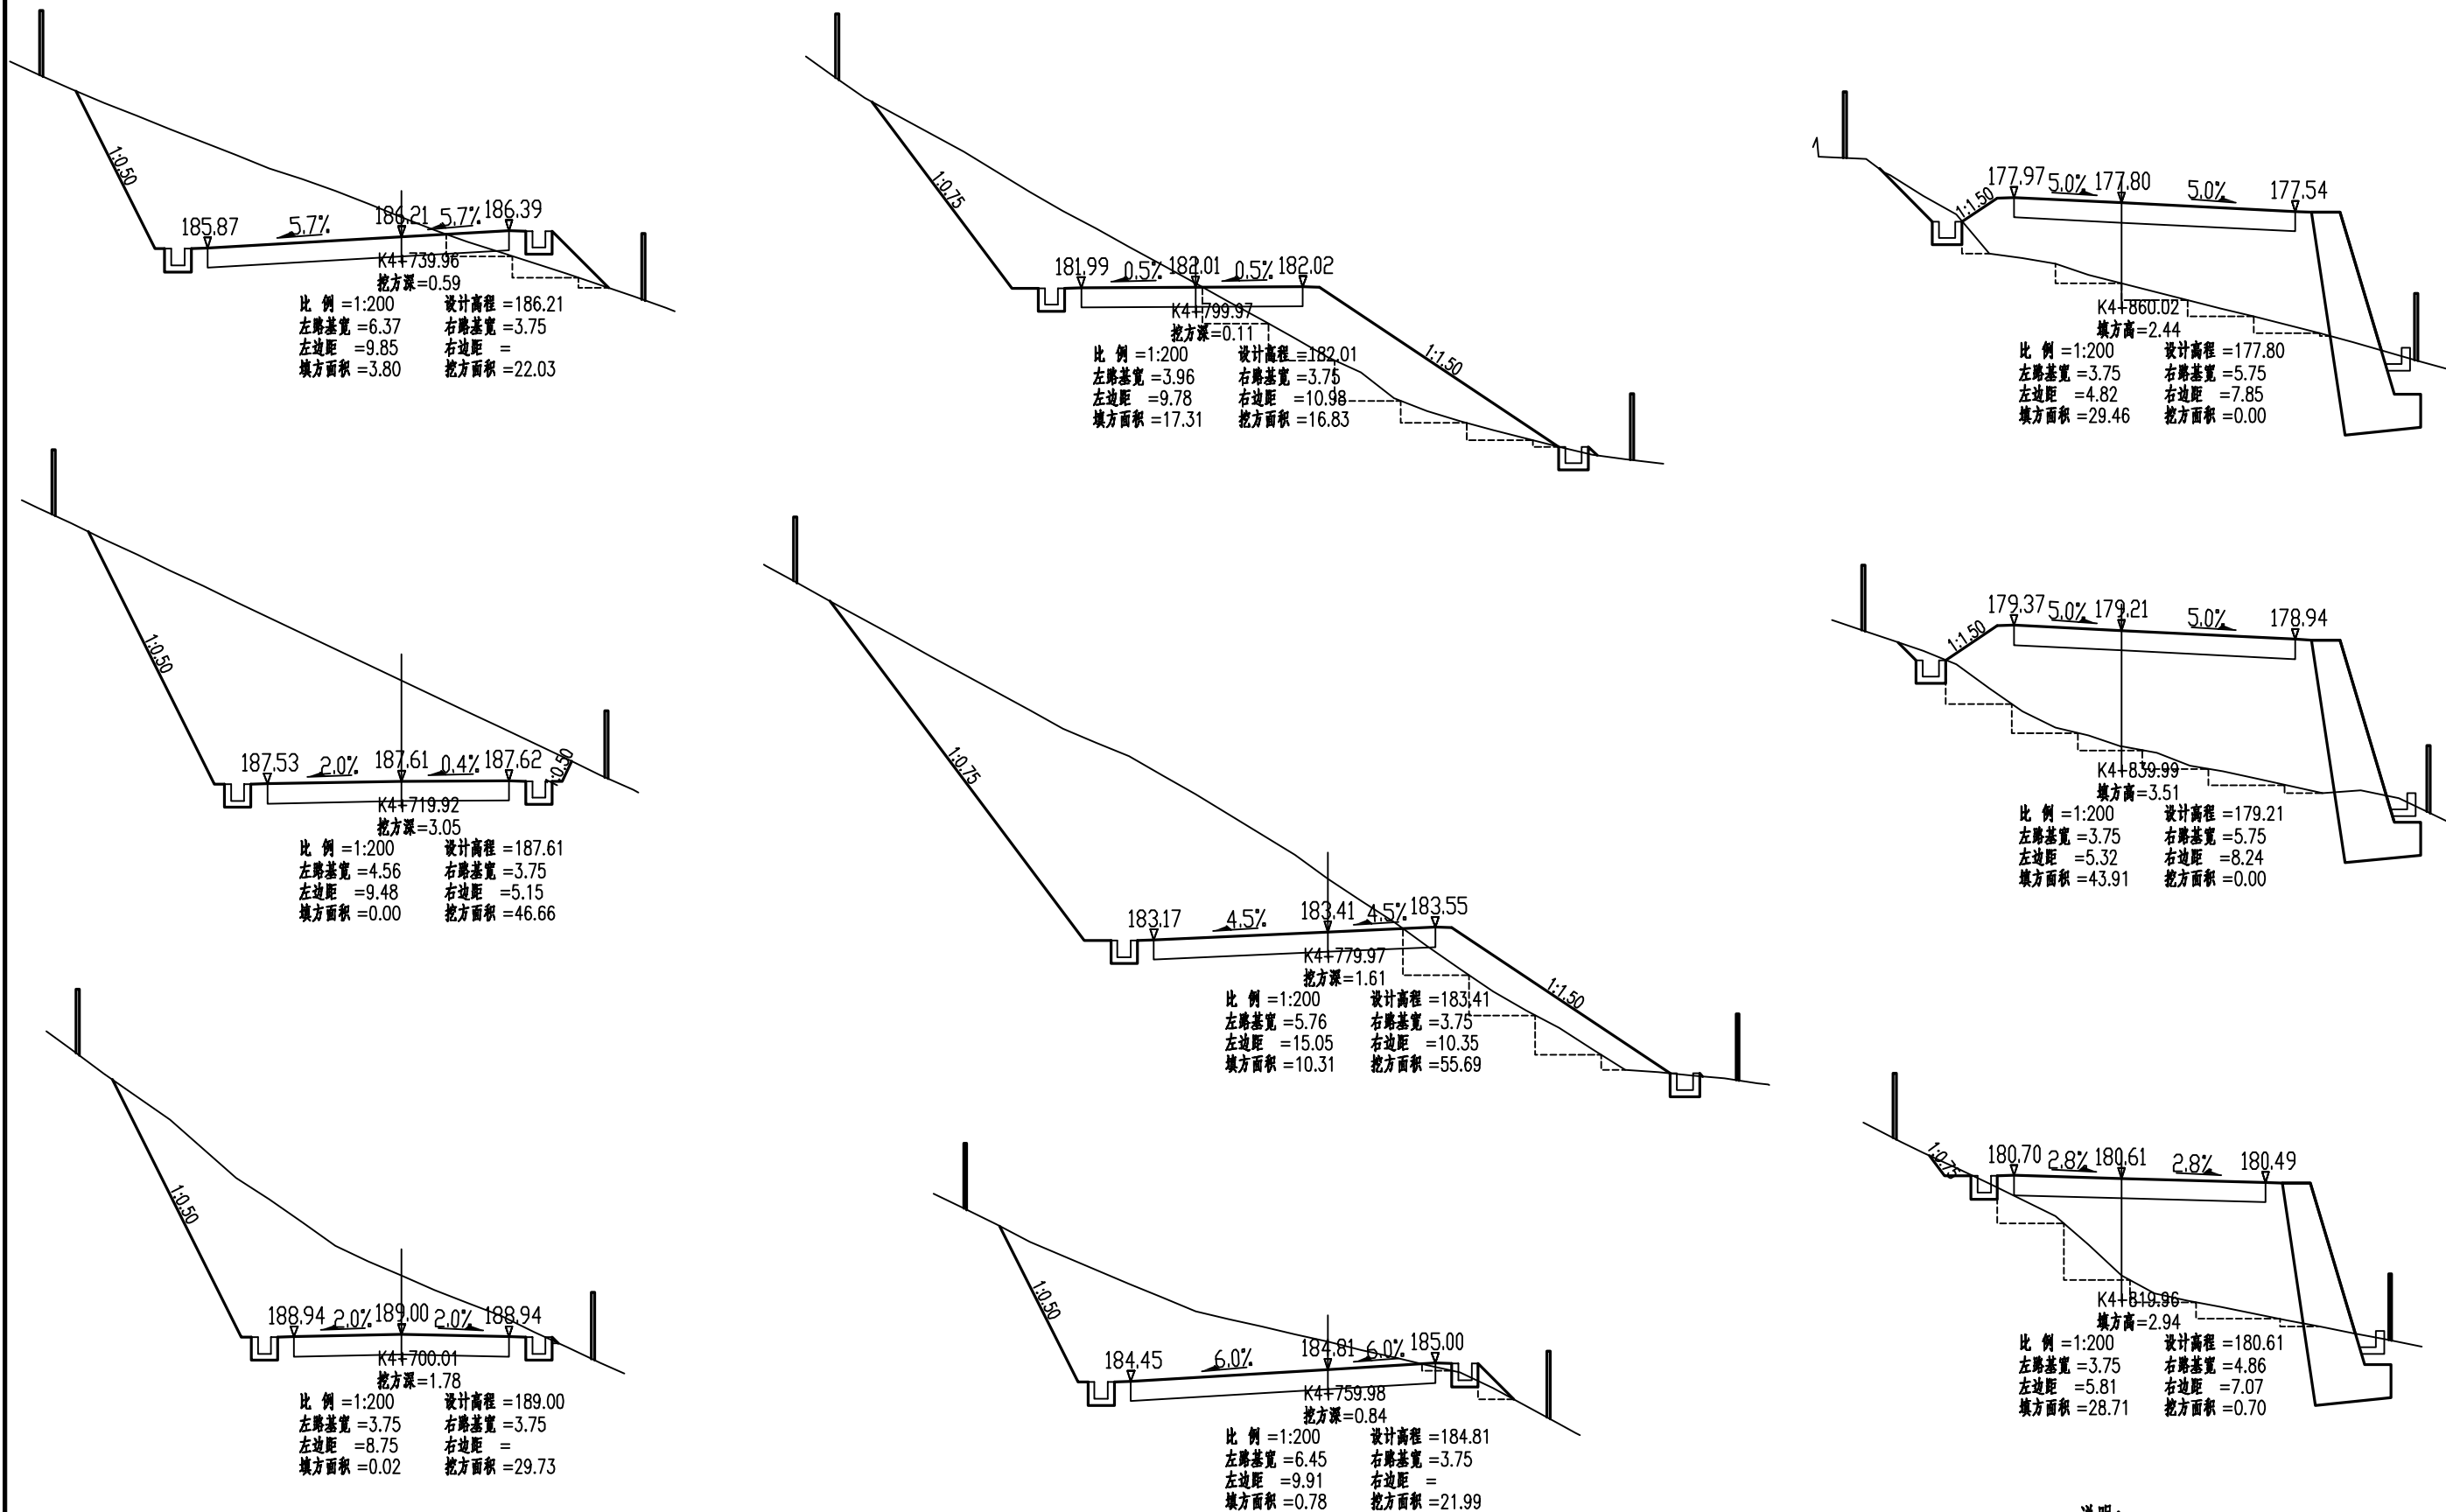 1:0.50
185.87 5.7% 186.21 5.7% 186.39
K4+739.96
挖方深=0.59
比 例 =1:200 设计高程 =186.21
左路基宽 =6.37 右路基宽 =3.75
左边距 =9.85 右边距 =
填方面积 =3.80 挖方面积 =22.03
1:0.50
187.53 2.0% 187.61 0.4% 187.62 1:0.50
K4+719.92
挖方深=3.05
比 例 =1:200 设计高程 =187.61
左路基宽 =4.56 右路基宽 =3.75
左边距 =9.48 右边距 =5.15
填方面积 =0.00 挖方面积 =46.66
1:0.50
188.94 2.0% 189.00 2.0% 188.94
K4+700.01
挖方深=1.78
比 例 =1:200 设计高程 =189.00
左路基宽 =3.75 右路基宽 =3.75
左边距 =8.75 右边距 =
填方面积 =0.02 挖方面积 =29.73
1:0.75
181.99 0.5% 182.01 0.5% 182.02
1:1.50
K4+799.97
挖方深=0.11
比 例 =1:200 设计高程 =182.01
左路基宽 =3.96 右路基宽 =3.75
左边距 =9.78 右边距 =10.98
填方面积 =17.31 挖方面积 =16.83
1:0.75
183.17 4.5% 183.41 4.5% 183.55
1:1.50
K4+779.97
挖方深=1.61
比 例 =1:200 设计高程 =183.41
左路基宽 =5.76 右路基宽 =3.75
左边距 =15.05 右边距 =10.35
填方面积 =10.31 挖方面积 =55.69
1:0.50
184.45 6.0% 184.81 6.0% 185.00
K4+759.98
挖方深=0.84
比 例 =1:200 设计高程 =184.81
左路基宽 =6.45 右路基宽 =3.75
左边距 =9.91 右边距 =
填方面积 =0.78 挖方面积 =21.99
1:1.50 177.97 5.0% 177.80 5.0% 177.54
K4+860.02
填方高=2.44
比 例 =1:200 设计高程 =177.80
左路基宽 =3.75 右路基宽 =5.75
左边距 =4.82 右边距 =7.85
填方面积 =29.46 挖方面积 =0.00
1:1.50 179.37 5.0% 179.21 5.0% 178.94
K4+839.99
填方高=3.51
比 例 =1:200 设计高程 =179.21
左路基宽 =3.75 右路基宽 =5.75
左边距 =5.32 右边距 =8.24
填方面积 =43.91 挖方面积 =0.00
1:0.75 180.70 2.8% 180.61 2.8% 180.49
K4+819.96
填方高=2.94
比 例 =1:200 设计高程 =180.61
左路基宽 =3.75 右路基宽 =4.86
左边距 =5.81 右边距 =7.07
填方面积 =28.71 挖方面积 =0.70